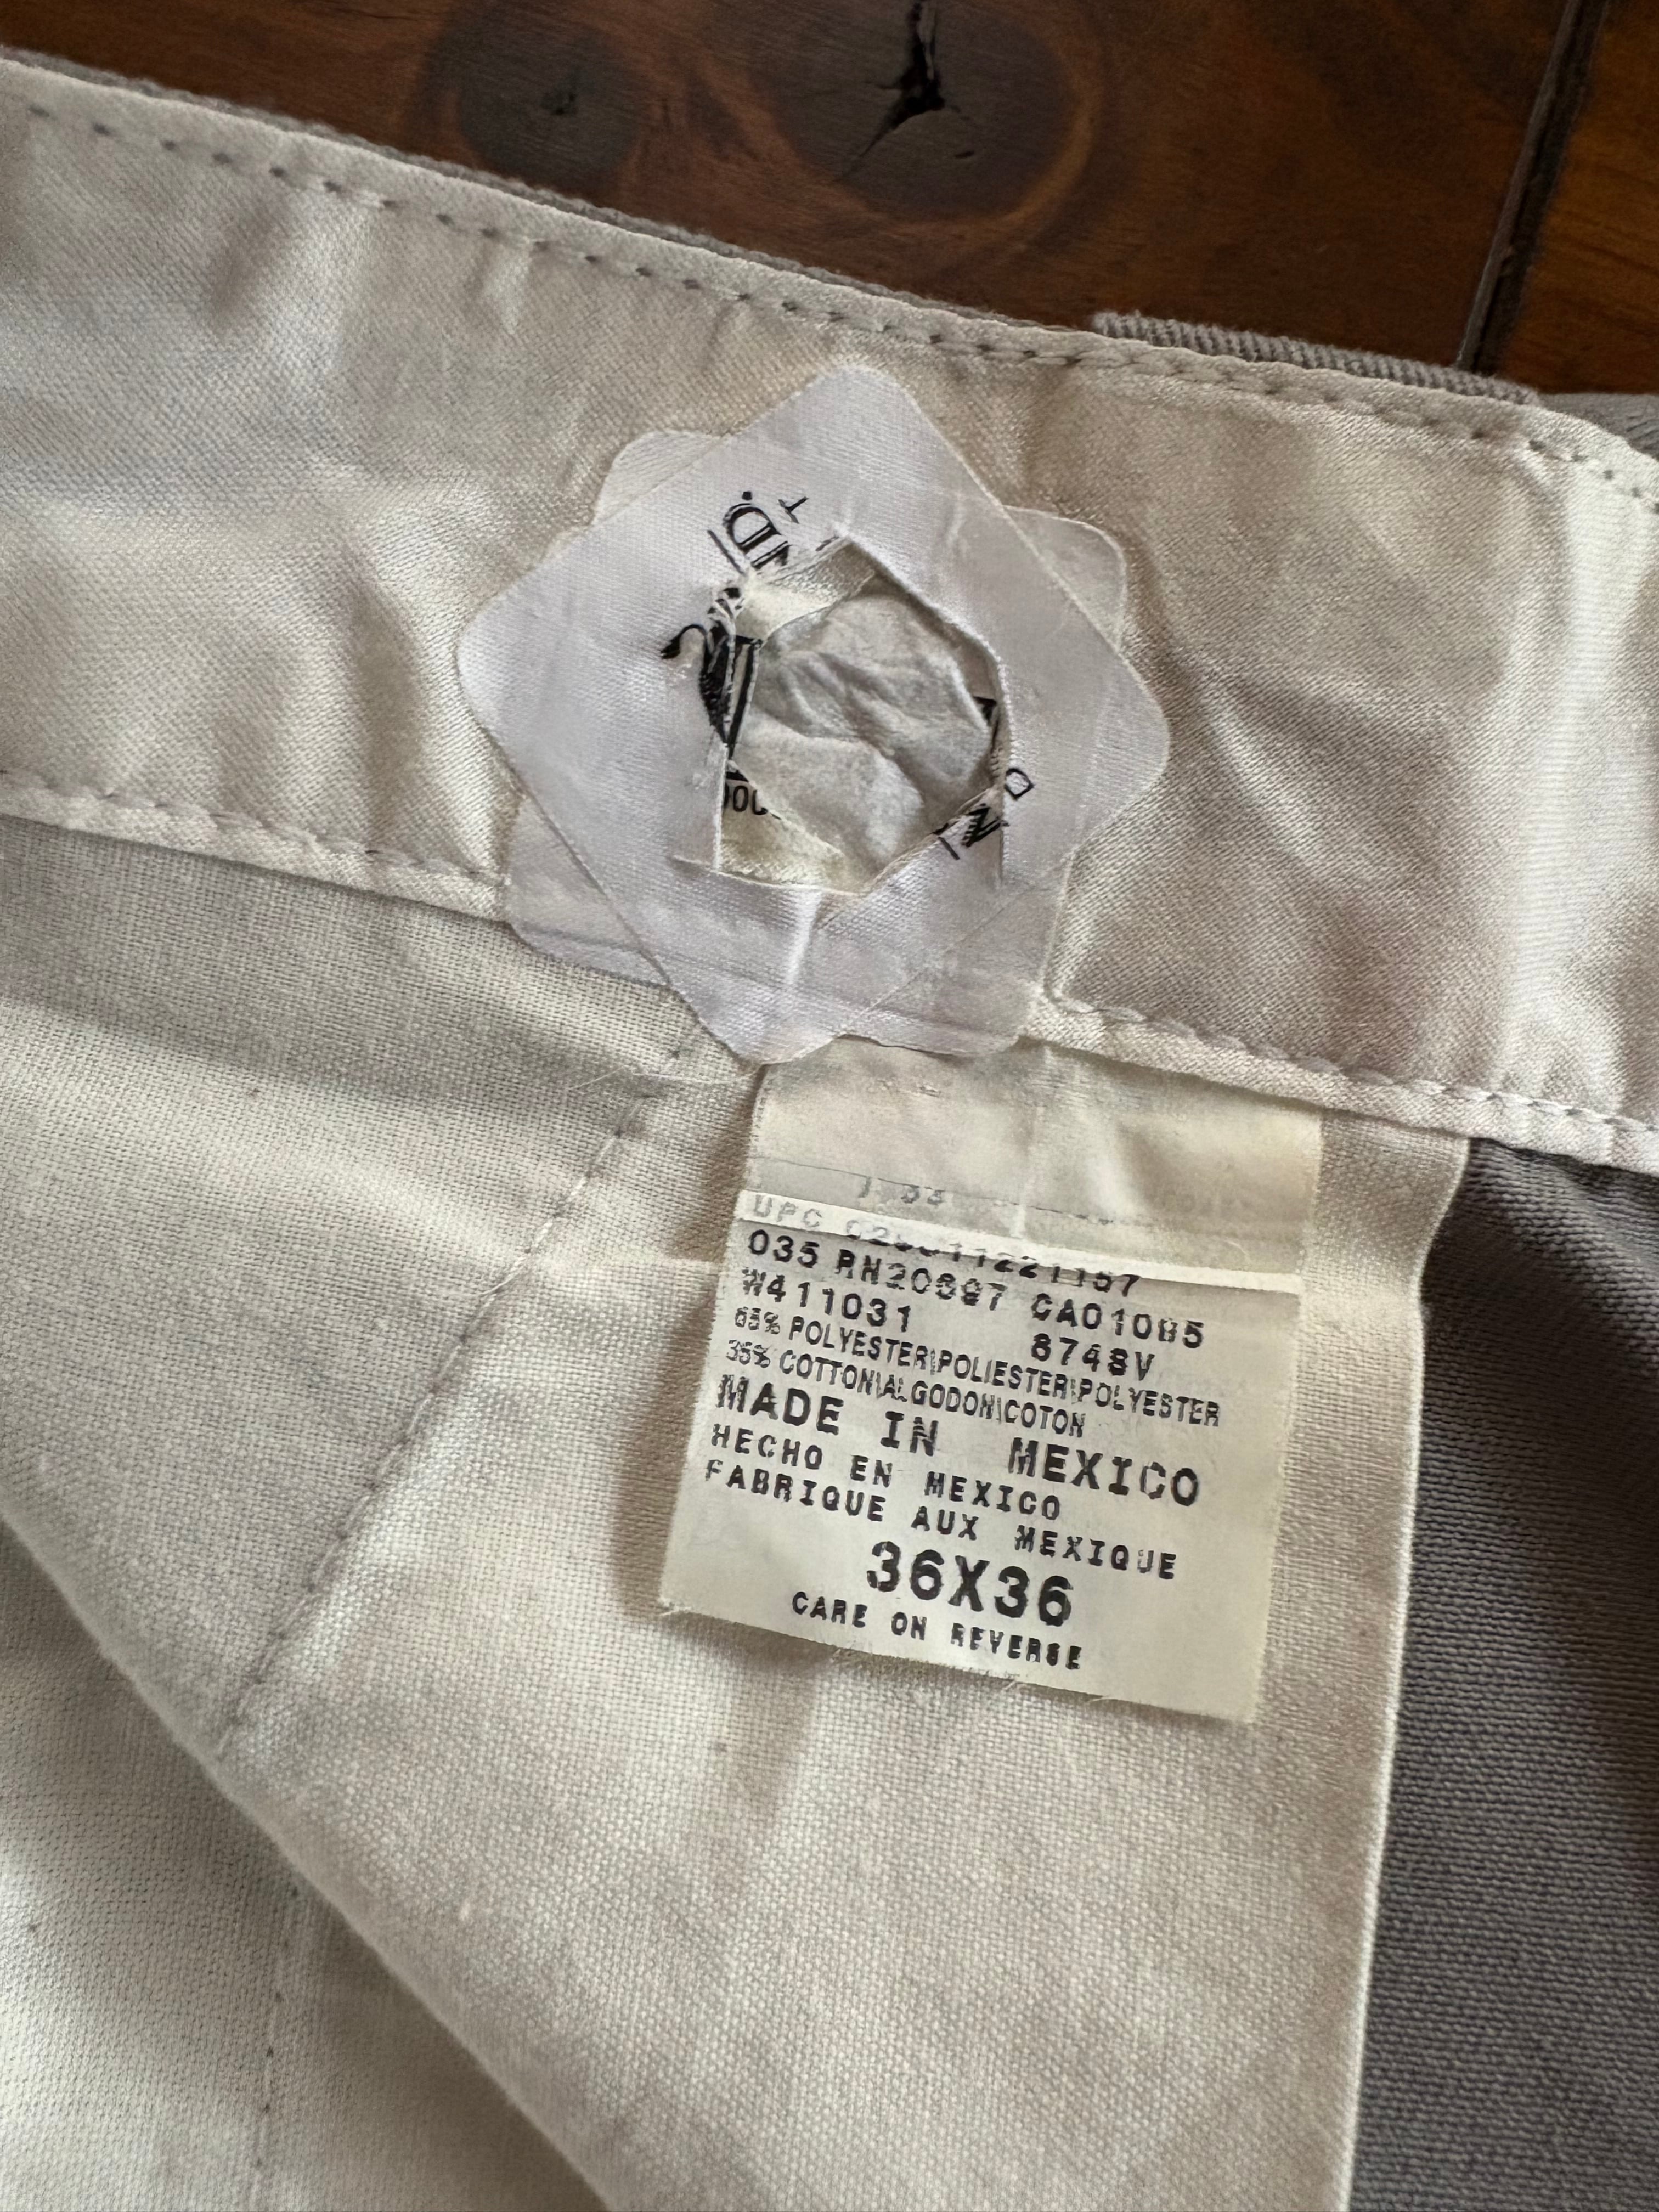 035 RN20697 CA01085
W411031 8748V
65% POLYESTER\POLIESTER\POLYESTER
35% COTTON\ALGODON\COTON
MADE IN MEXICO
HECHO EN MEXICO
FABRIQUE AUX MEXIQUE
36X36
CARE ON REVERSE